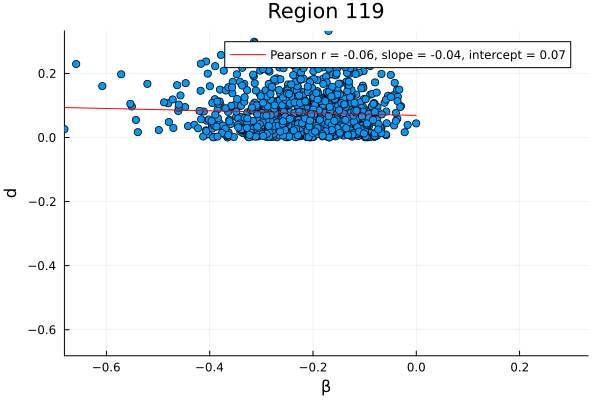 Region 119
Pearson r = -0.06, slope = -0.04, intercept = 0.07
0.2
0.0
−0.2
−0.4
−0.6
d
−0.6 −0.4 −0.2 0.0 0.2
β